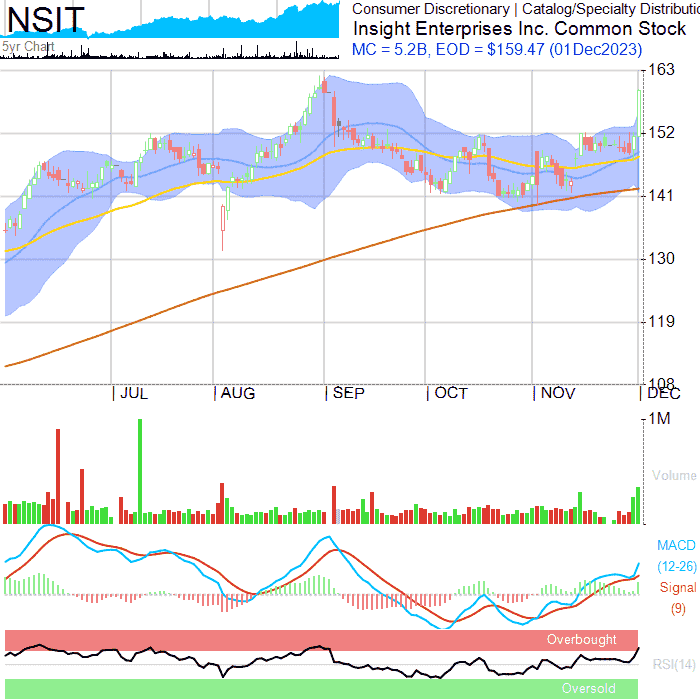 NSIT
5yr Chart
Consumer Discretionary | Catalog/Specialty Distributio
Insight Enterprises Inc. Common Stock
MC = 5.2B, EOD = $159.47 (01Dec2023)
163
152
141
130
119
108
JUL AUG SEP OCT NOV DEC
1M
Volume
MACD
(12-26)
Signal
(9)
Overbought
RSI(14)
Oversold